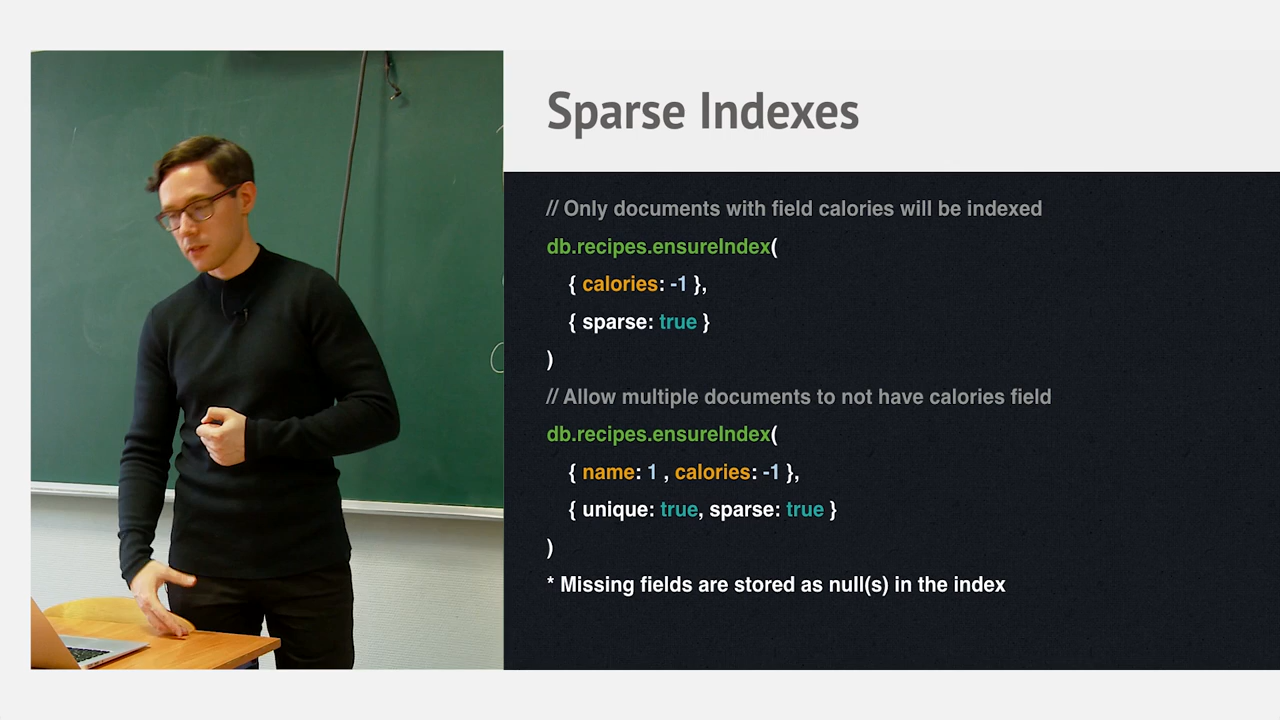 Sparse Indexes
// Only documents with field calories will be indexed
db.recipes.ensureIndex(
{ calories: -1 },
{ sparse: true }
)
// Allow multiple documents to not have calories field
db.recipes.ensureIndex(
{ name: 1 , calories: -1 },
{ unique: true, sparse: true }
)
* Missing fields are stored as null(s) in the index